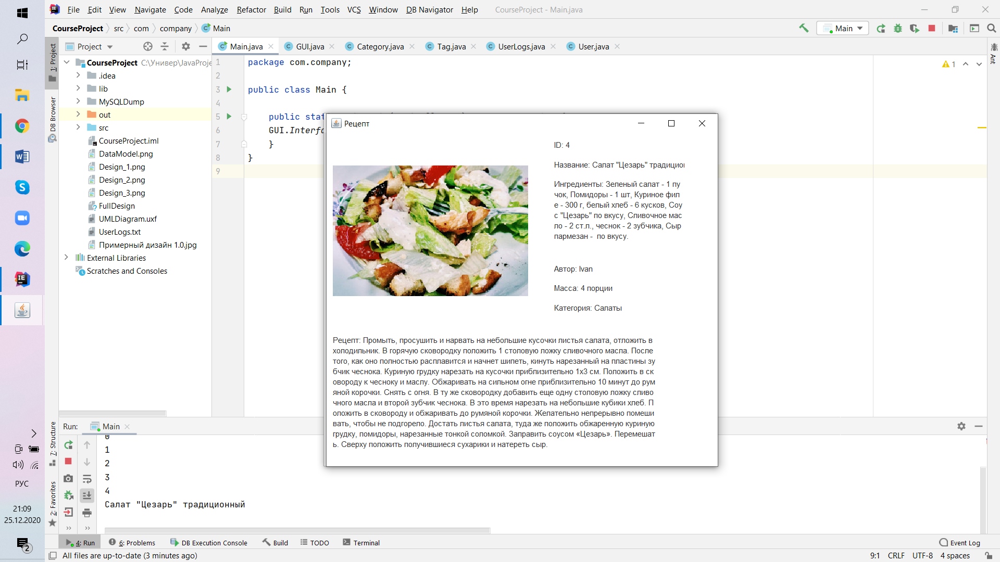 File Edit View Navigate Code Analyze Refactor Build Run Tools VCS Window DB Navigator Help CourseProject - Main.java
CourseProject src com company Main
Main
1: Project
Project
Main.java GUI.java Category.java Tag.java UserLogs.java User.java
Ant
CourseProject C:\Универ\JavaProje
.idea
lib
MySQLDump
out
src
CourseProject.iml
DataModel.png
Design_1.png
Design_2.png
Design_3.png
FullDesign
UMLDiagram.uxf
UserLogs.txt
Примерный дизайн 1.0.jpg
External Libraries
Scratches and Consoles
DB Browser
1 package com.company;
2
3 public class Main {
4
5 public stat
6 GUI.Interfa
7 }
8 }
9
1
Рецепт
ID: 4
Название: Салат "Цезарь" традицион
Ингредиенты: Зеленый салат - 1 пу
чок, Помидоры - 1 шт, Куриное фил
е - 300 г, белый хлеб - 6 кусков, Соу
с "Цезарь" по вкусу, Сливочное мас
ло - 2 ст.л., чеснок - 2 зубчика, Сыр
пармезан - по вкусу.
Автор: Ivan
Масса: 4 порции
Категория: Салаты
Рецепт: Промыть, просушить и нарвать на небольшие кусочки листья салата, отложить в
холодильник. В горячую сковородку положить 1 столовую ложку сливочного масла. После
того, как оно полностью расплавится и начнет шипеть, кинуть нарезанный на пластины зу
бчик чеснока. Куриную грудку нарезать на кусочки приблизительно 1х3 см. Положить в ск
овороду к чесноку и маслу. Обжаривать на сильном огне приблизительно 10 минут до рум
яной корочки. Снять с огня. В ту же сковородку добавить еще одну столовую ложку сливо
чного масла и второй зубчик чеснока. В это время нарезать на небольшие кубики хлеб. П
оложить в сковороду и обжаривать до румяной корочки. Желательно непрерывно помеши
вать, чтобы не подгорело. Достать листья салата, туда же положить обжаренную куриную
грудку, помидоры, нарезанные тонкой соломкой. Заправить соусом «Цезарь». Перемешат
ь. Сверху положить получившиеся сухарики и натереть сыр.
Run: Main
0
1
2
3
4
Салат "Цезарь" традиционный
7: Structure
2: Favorites
4: Run 6: Problems DB Execution Console Build TODO Terminal Event Log
All files are up-to-date (3 minutes ago)
9:1 CRLF UTF-8 4 spaces
РУС
21:09
25.12.2020
2